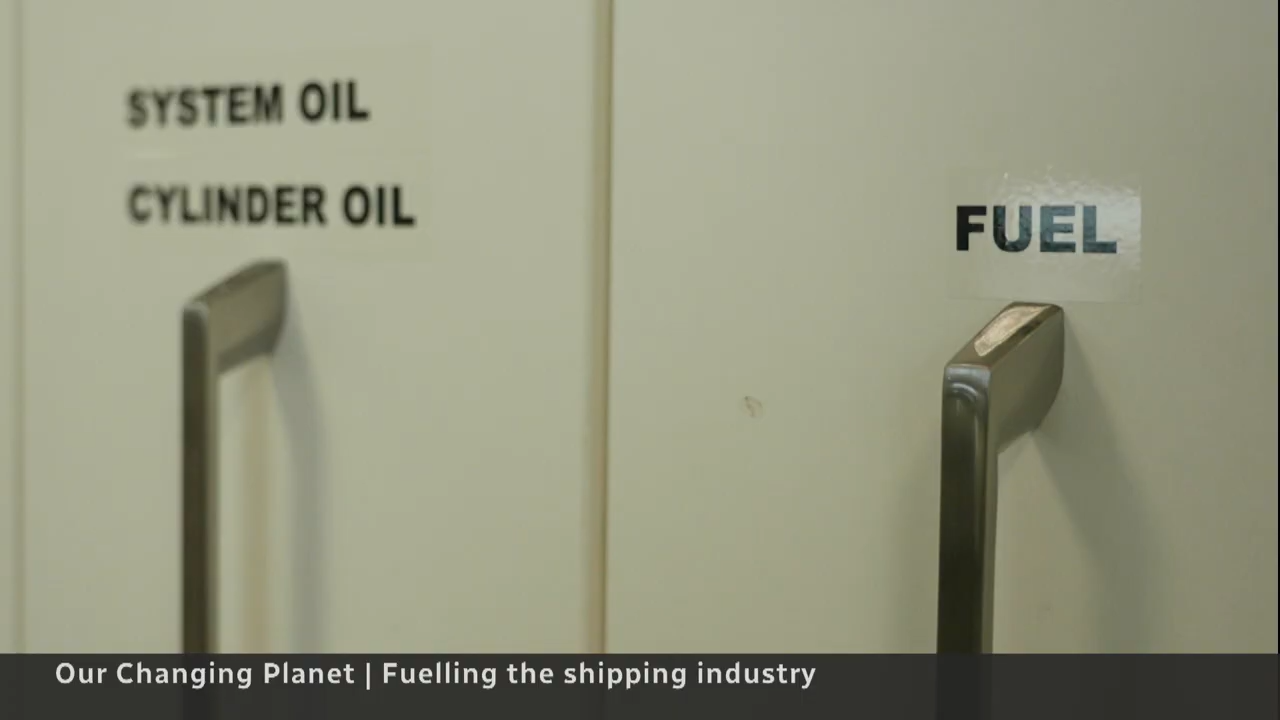 SYSTEM OIL
CYLINDER OIL
FUEL
Our Changing Planet | Fuelling the shipping industry